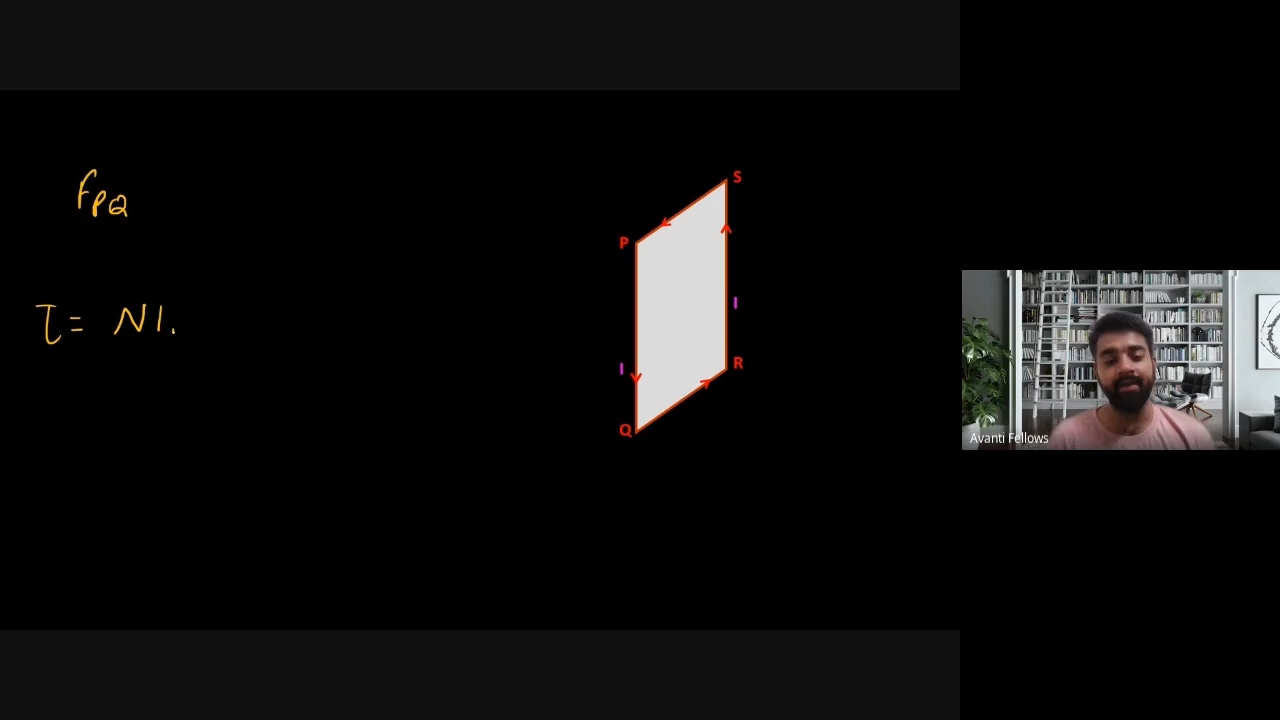 S
F_PQ
P
I
τ = NI.
R
I
Q
Avanti Fellows